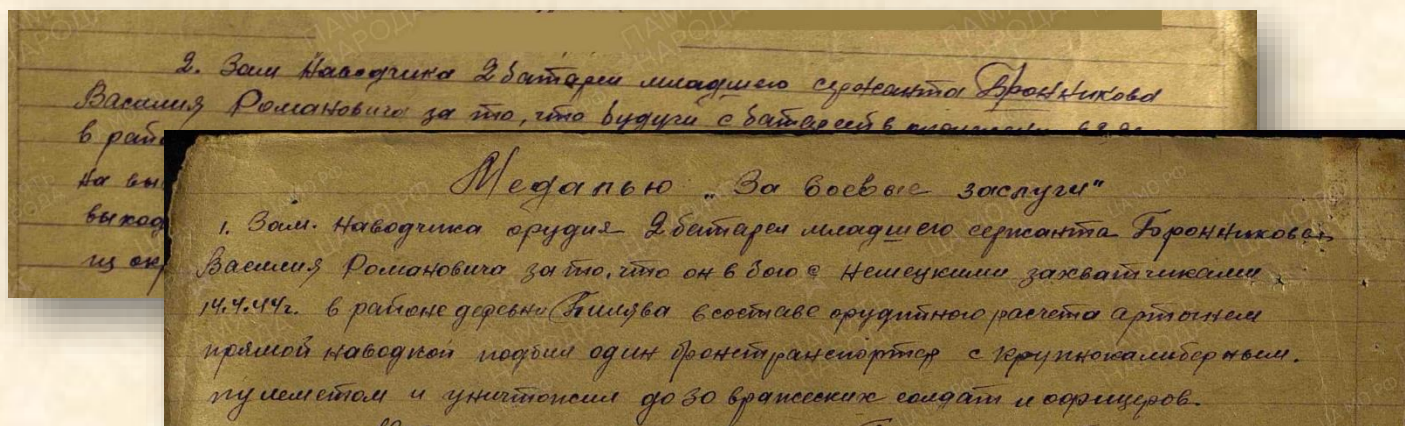 2. Зам Наводчика 2 батареи младшего сержанта Бронникова
Василия Романовича за то, что будучи с батареей в
в рай
на вы
выход
из ок
Медалью „За боевые заслуги"
1. Зам. Наводчика орудия 2 батареи младшего сержанта Бронникова
Василия Романовича за то, что он в бою с немецкими захватчиками
14.4.44г. в районе деревни Билява в составе орудийного расчета артогнем
прямой наводкой подбил один бронетранспортер с крупнокалиберным.
пулеметом и уничтожил до 30 вражеских солдат и офицеров.